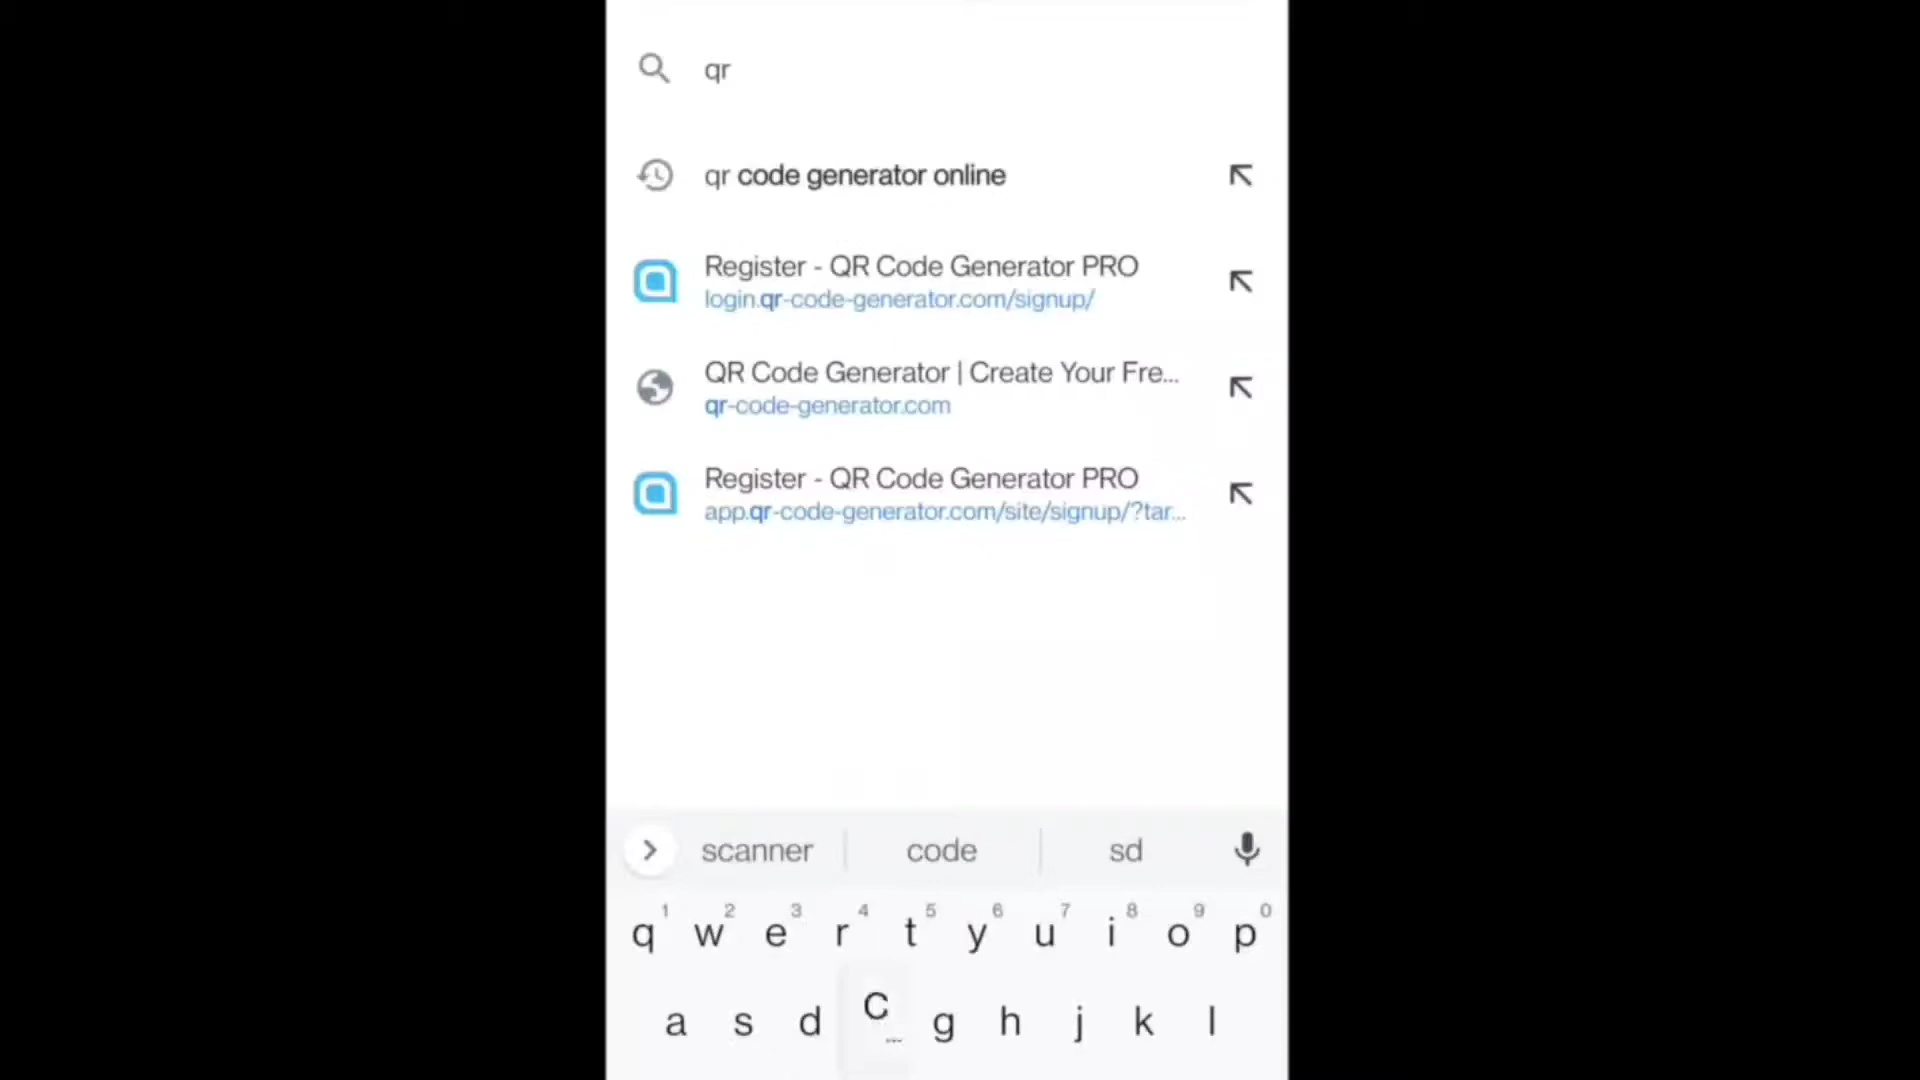 qr
qr code generator online
Register - QR Code Generator PRO
login.qr-code-generator.com/signup/
QR Code Generator | Create Your Fre...
qr-code-generator.com
Register - QR Code Generator PRO
app.qr-code-generator.com/site/signup/?tar...
scanner code sd
1 2 3 4 5 6 7 8 9 0
q w e r t y u i o p
a s d C g h j k l
...